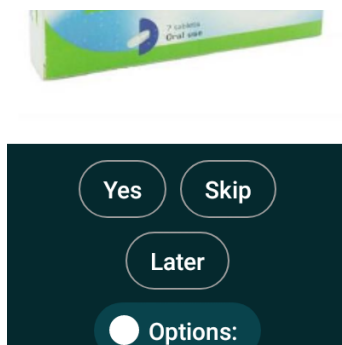 7 tablets
Oral use
Yes
Skip
Later
Options: